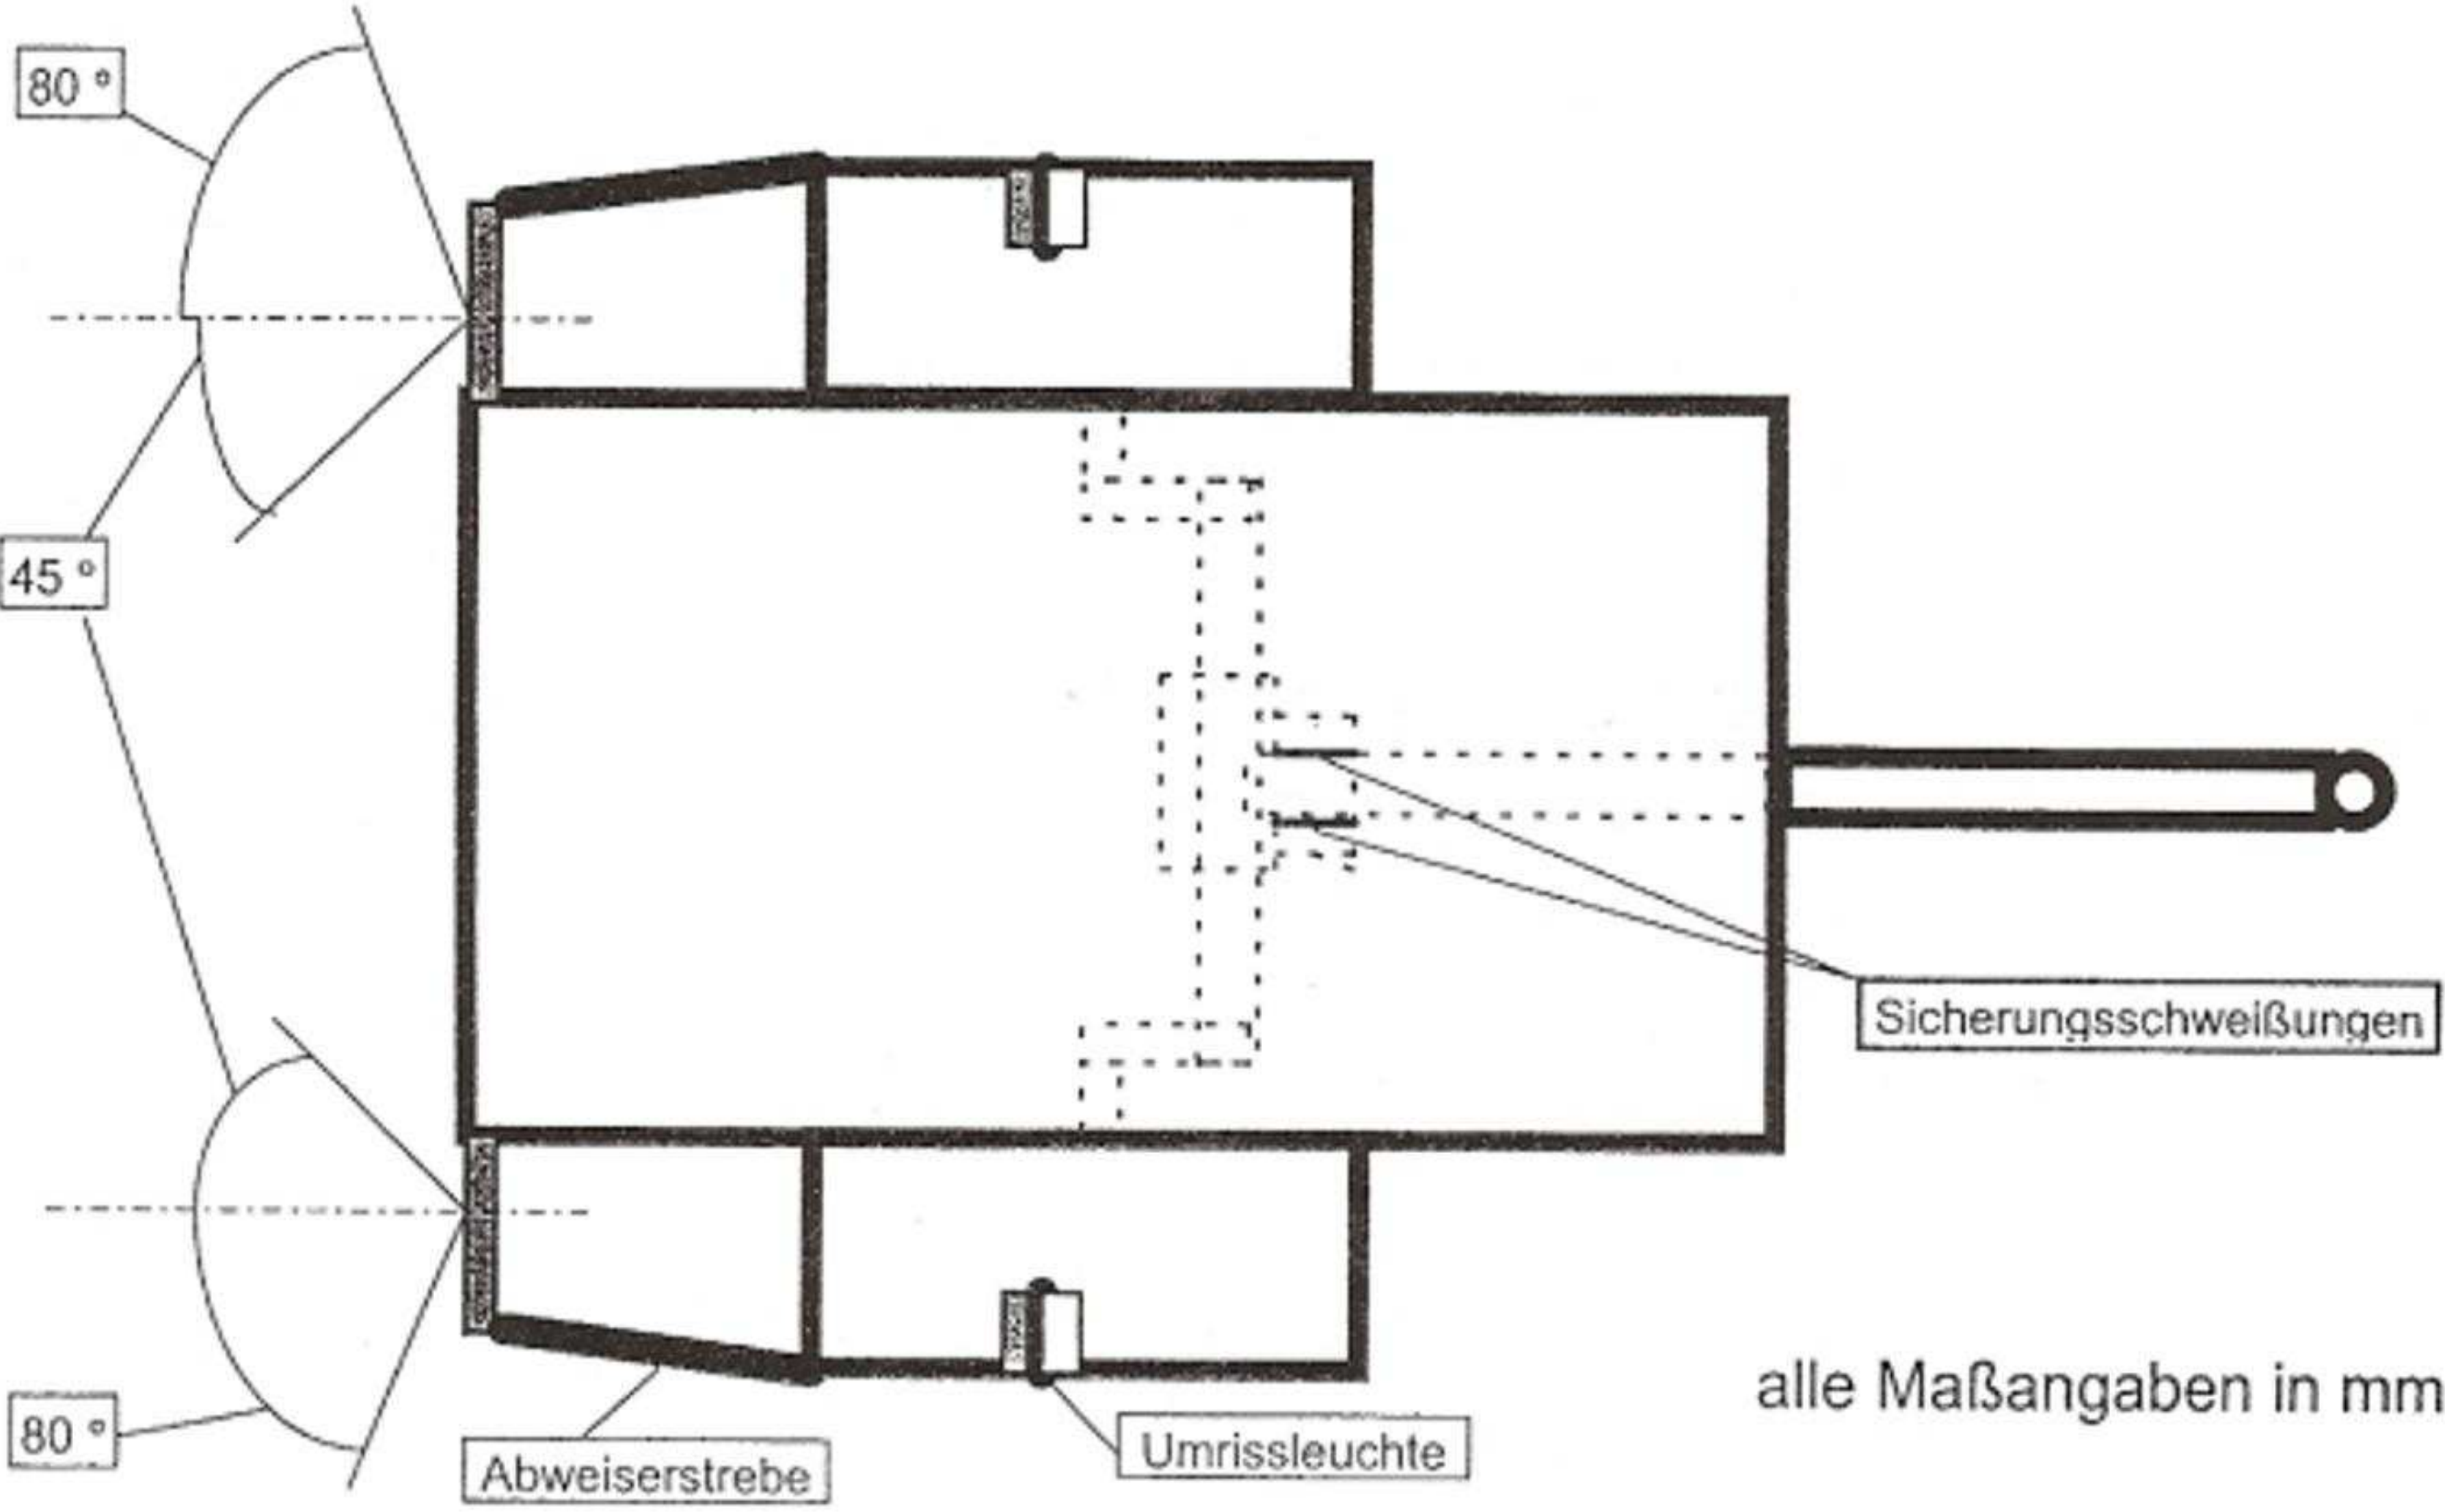 80 °
45 °
Sicherungsschweißungen
alle Maßangaben in mm
80 °
Umrissleuchte
Abweiserstrebe